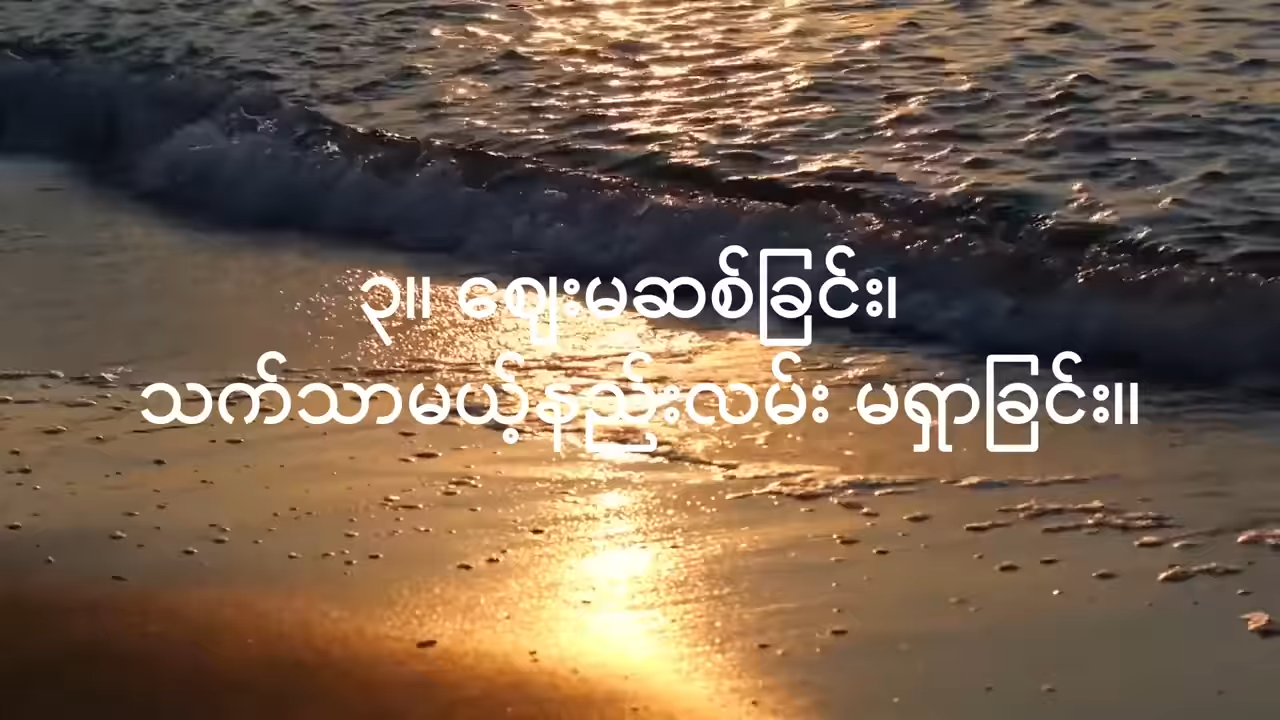 ၃။ ဈေးမဆစ်ခြင်း၊
သက်သာမယ့်နည်းလမ်း မရှာခြင်း။